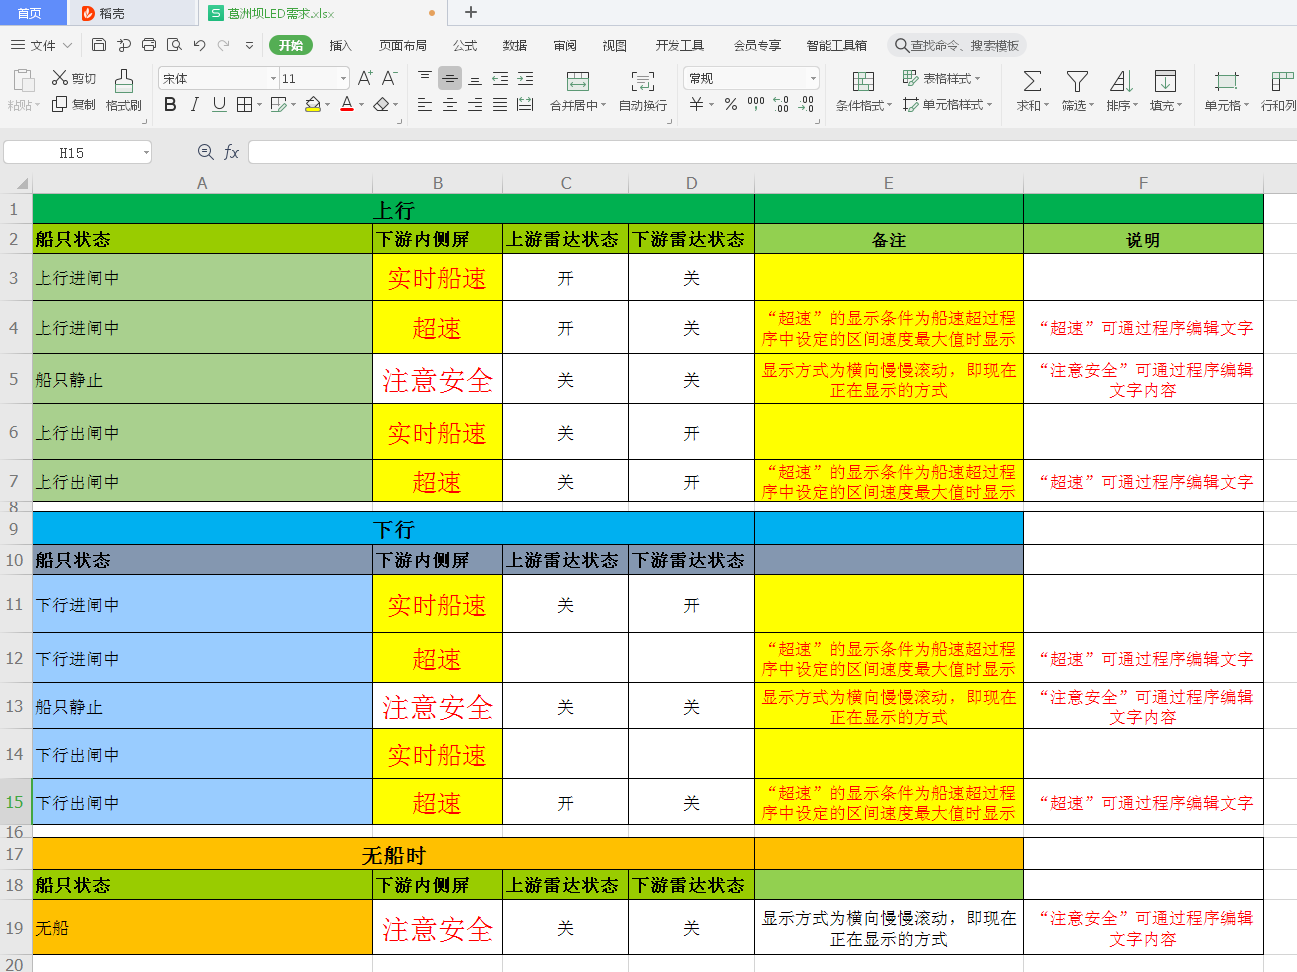 首页 稻壳 葛洲坝LED需求.xlsx
文件 开始 插入 页面布局 公式 数据 审阅 视图 开发工具 会员专享 智能工具箱 查找命令、搜索模板
粘贴 剪切 复制 格式刷 宋体 11 合并居中 自动换行 常规 条件格式 表格样式 单元格样式 求和 筛选 排序 填充 单元格 行和列
H15 fx
A B C D E F
1 上行
2 船只状态 下游内侧屏 上游雷达状态 下游雷达状态 备注 说明
3 上行进闸中 实时船速 开 关
4 上行进闸中 超速 开 关 “超速”的显示条件为船速超过程序中设定的区间速度最大值时显示 “超速”可通过程序编辑文字
5 船只静止 注意安全 关 关 显示方式为横向慢慢滚动，即现在正在显示的方式 “注意安全”可通过程序编辑文字内容
6 上行出闸中 实时船速 关 开
7 上行出闸中 超速 关 开 “超速”的显示条件为船速超过程序中设定的区间速度最大值时显示 “超速”可通过程序编辑文字
8
9 下行
10 船只状态 下游内侧屏 上游雷达状态 下游雷达状态
11 下行进闸中 实时船速 关 开
12 下行进闸中 超速 “超速”的显示条件为船速超过程序中设定的区间速度最大值时显示 “超速”可通过程序编辑文字
13 船只静止 注意安全 关 关 显示方式为横向慢慢滚动，即现在正在显示的方式 “注意安全”可通过程序编辑文字内容
14 下行出闸中 实时船速
15 下行出闸中 超速 开 关 “超速”的显示条件为船速超过程序中设定的区间速度最大值时显示 “超速”可通过程序编辑文字
16
17 无船时
18 船只状态 下游内侧屏 上游雷达状态 下游雷达状态
19 无船 注意安全 关 关 显示方式为横向慢慢滚动，即现在正在显示的方式 “注意安全”可通过程序编辑文字内容
20